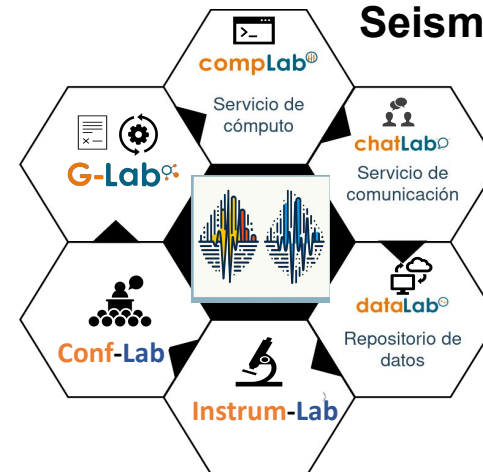 Seism
compLab
Servicio de
cómputo
chatLab
Servicio de
comunicación
G-Lab
dataLab
Repositorio de
datos
Conf-Lab
Instrum-Lab